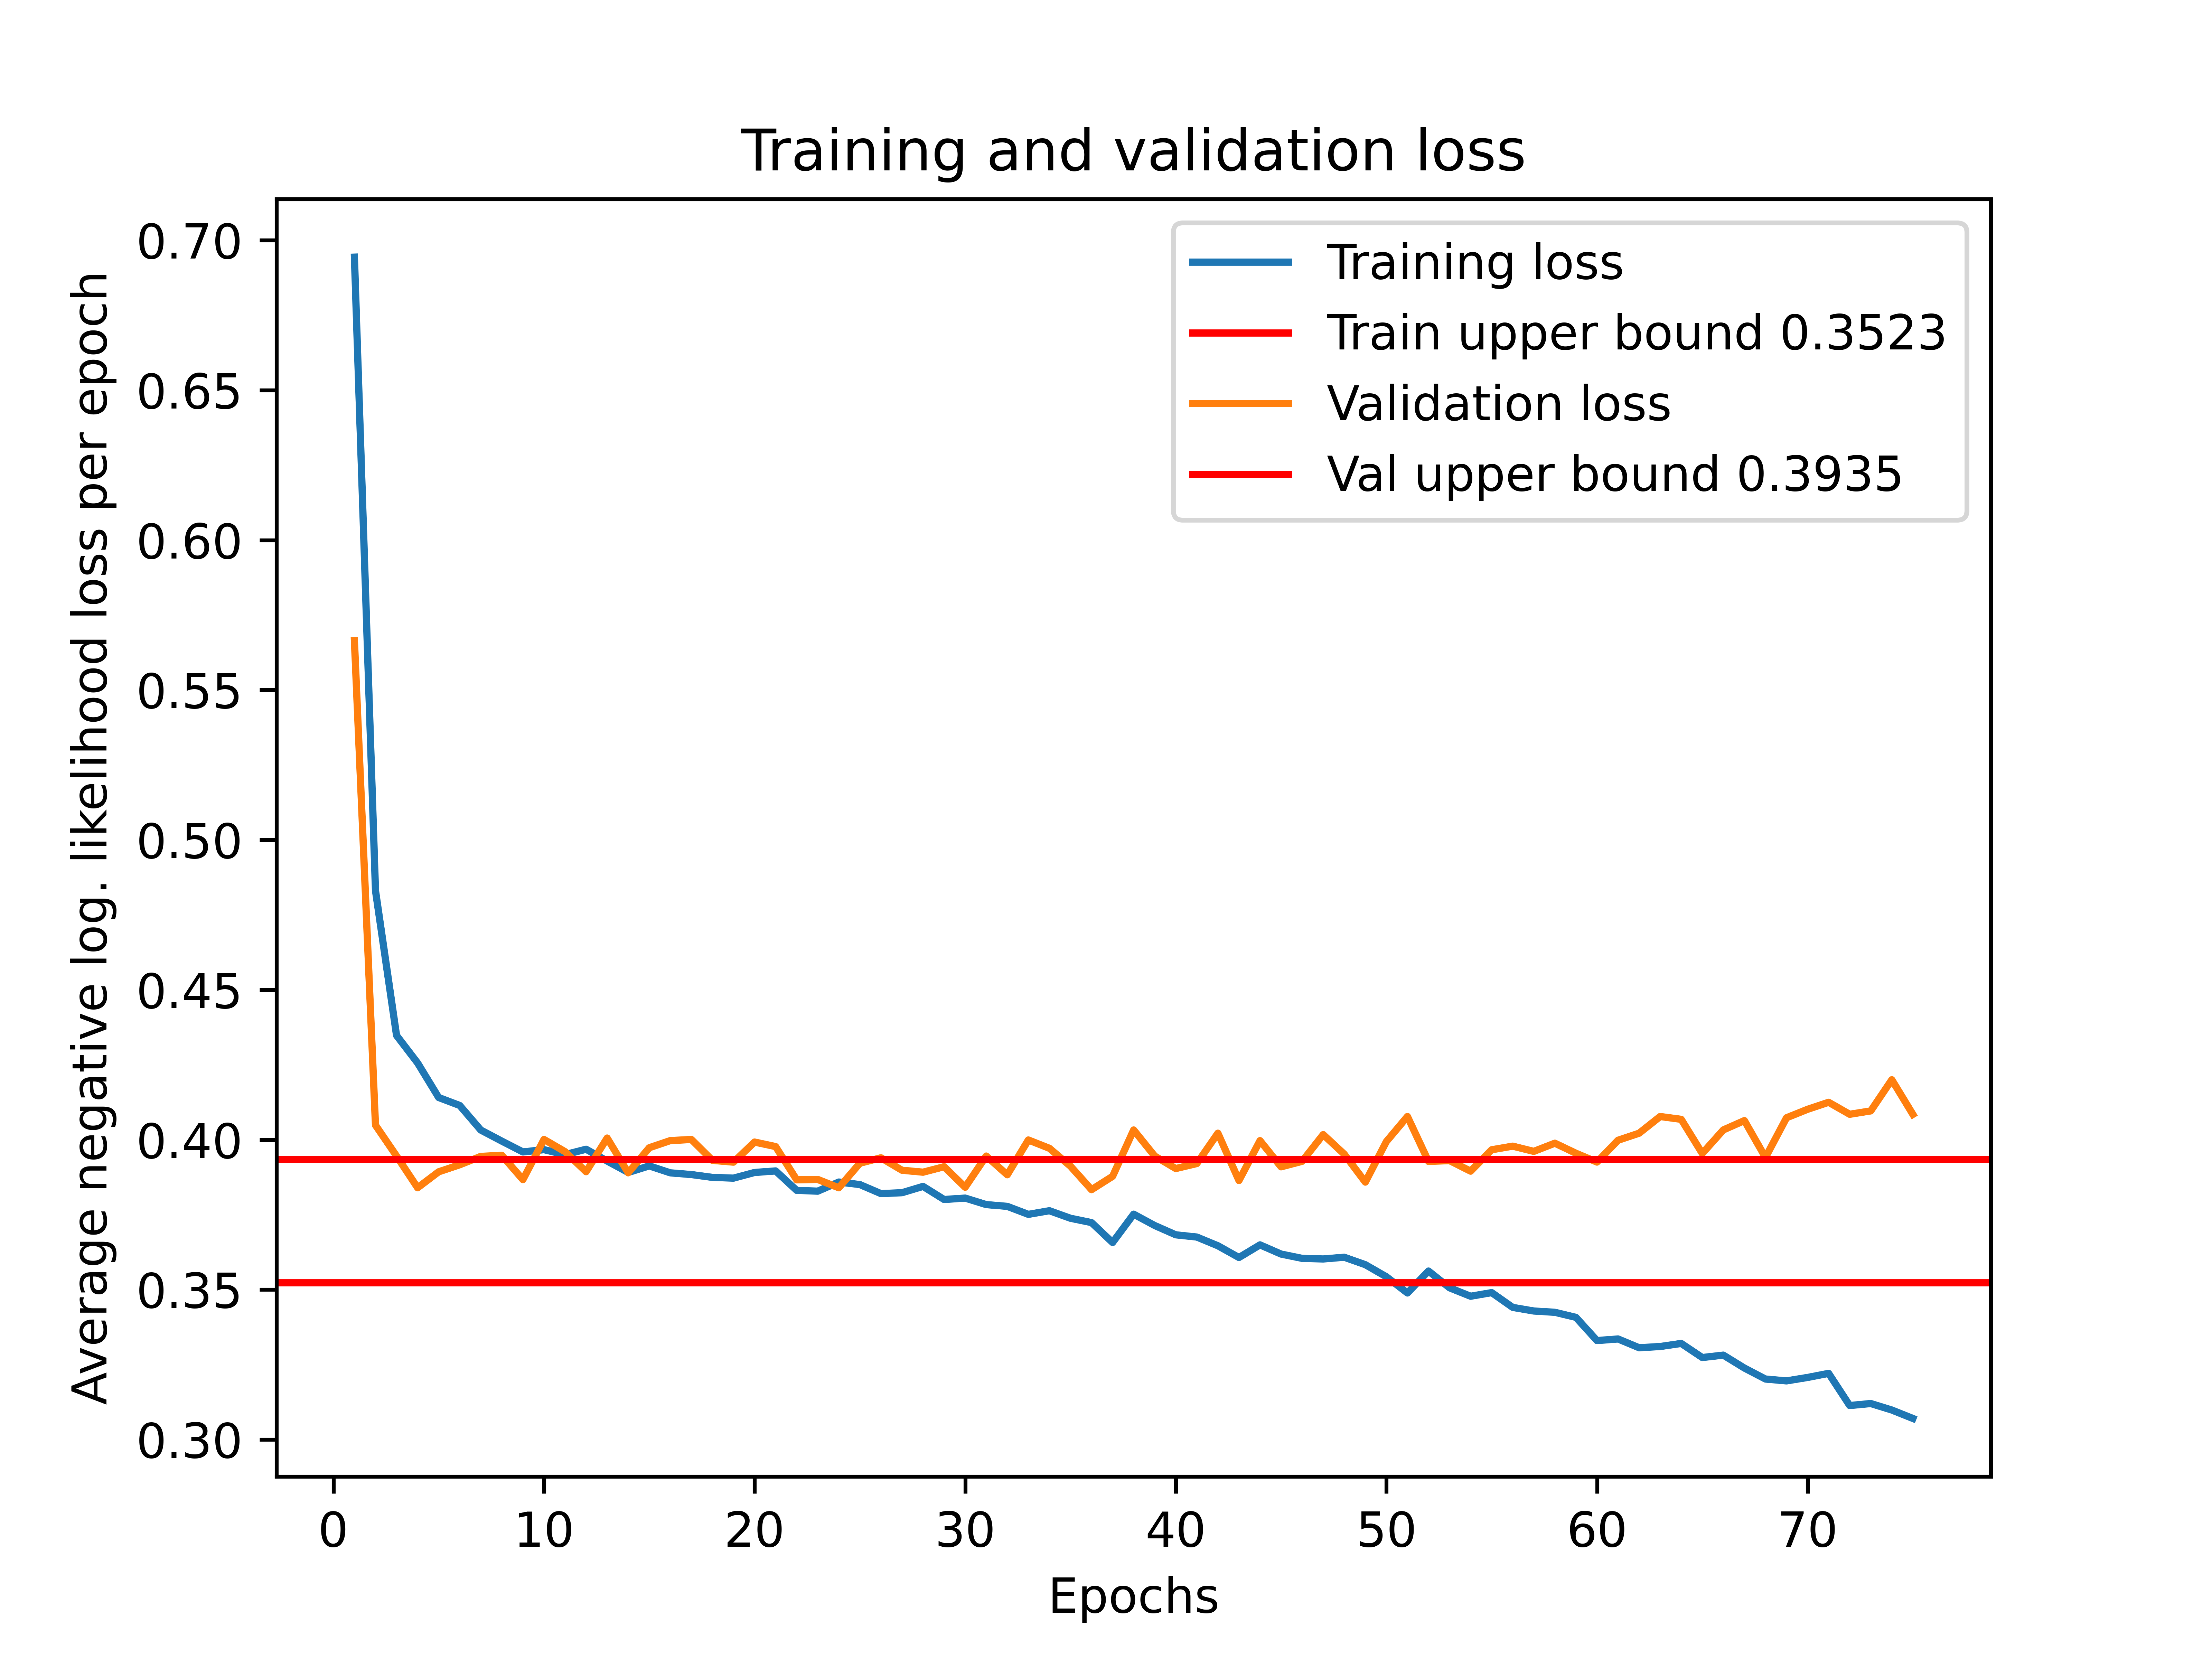 Training and validation loss
Training loss
Train upper bound 0.3523
Validation loss
Val upper bound 0.3935
Average negative log. likelihood loss per epoch
0.70
0.65
0.60
0.55
0.50
0.45
0.40
0.35
0.30
0 10 20 30 40 50 60 70
Epochs